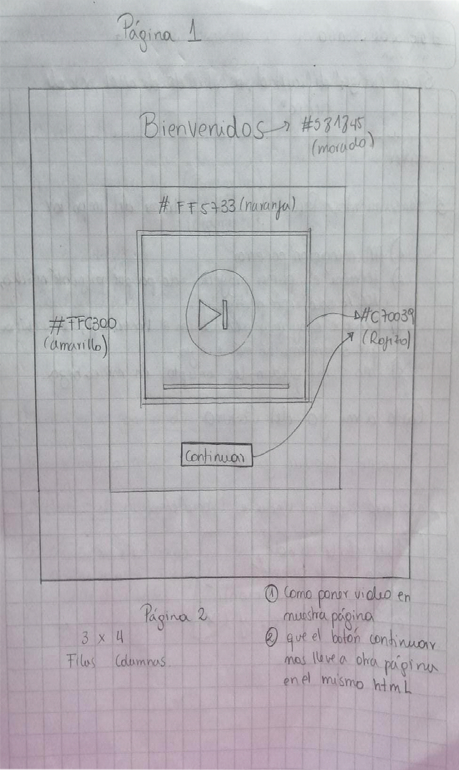 Página 1
Bienvenidos → #581845
(morado)
#FF5733 (naranja)
#FFC300
(amarillo)
#C70039
(Rojizo)
Continuar
Página 2
3 x 4
Filas Columnas
① Como poner video en
nuestra página
② que el botón continuar
nos lleve a otra página
en el mismo html